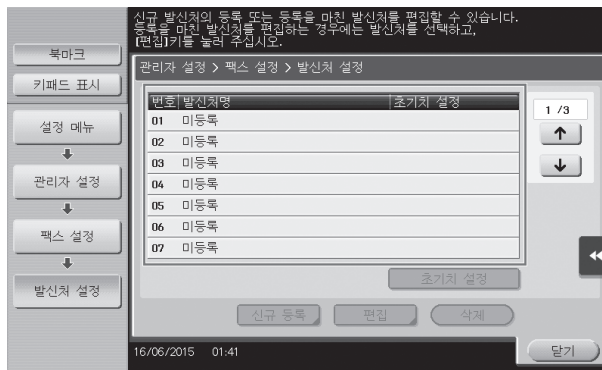 신규 발신처의 등록 또는 등록을 마친 발신처를 편집할 수 있습니다.
등록을 마친 발신처를 편집하는 경우에는 발신처를 선택하고,
[편집]키를 눌러 주십시오.
북마크
키패드 표시
설정 메뉴
관리자 설정
팩스 설정
발신처 설정
관리자 설정 > 팩스 설정 > 발신처 설정
번호 발신처명 초기치 설정
01 미등록
02 미등록
03 미등록
04 미등록
05 미등록
06 미등록
07 미등록
1 /3
초기치 설정
신규 등록 편집 삭제
16/06/2015 01:41 닫기